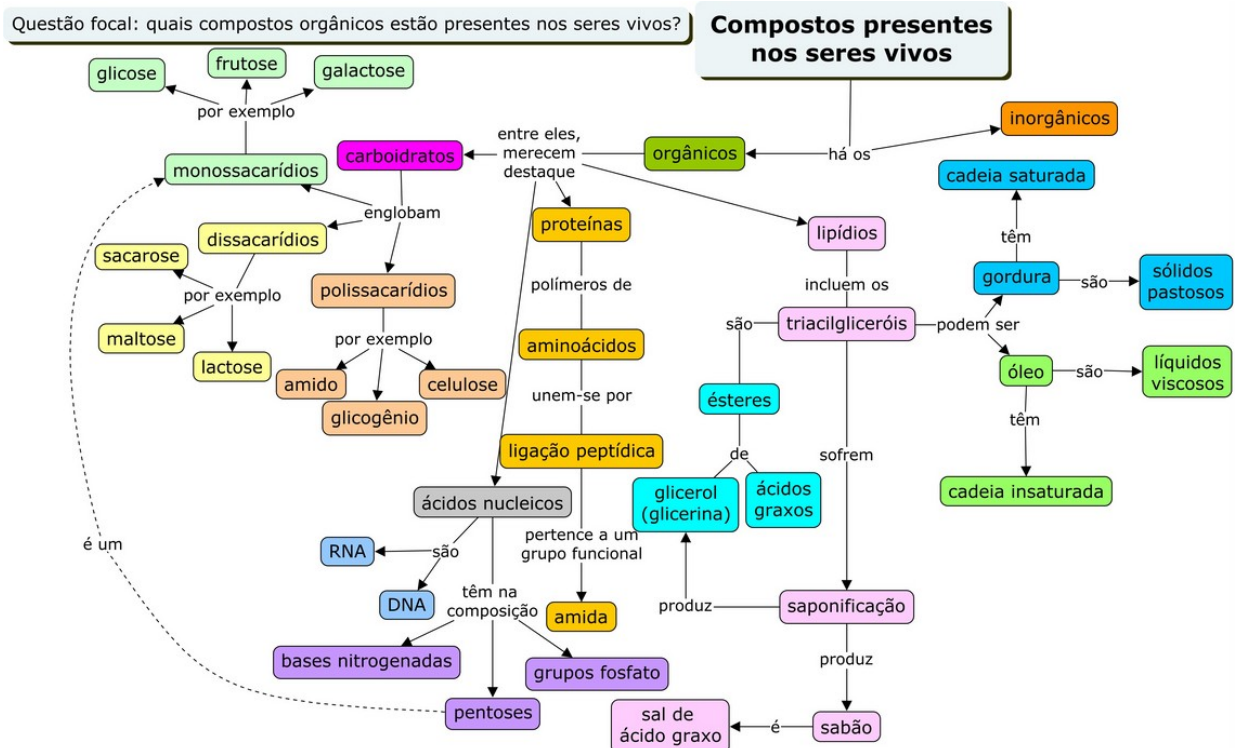 Questão focal: quais compostos orgânicos estão presentes nos seres vivos?
Compostos presentes
nos seres vivos
há os
inorgânicos
orgânicos
entre eles,
merecem
destaque
carboidratos
englobam
monossacarídios
por exemplo
glicose
frutose
galactose
dissacarídios
por exemplo
sacarose
maltose
lactose
polissacarídios
por exemplo
amido
glicogênio
celulose
proteínas
polímeros de
aminoácidos
unem-se por
ligação peptídica
pertence a um
grupo funcional
amida
ácidos nucleicos
são
RNA
DNA
têm na
composição
bases nitrogenadas
pentoses
grupos fosfato
é um
lipídios
incluem os
triacilgliceróis
são
ésteres
de
glicerol
(glicerina)
ácidos
graxos
sofrem
saponificação
produz
produz
sabão
é
sal de
ácido graxo
podem ser
gordura
têm
cadeia saturada
são
sólidos
pastosos
óleo
são
líquidos
viscosos
têm
cadeia insaturada